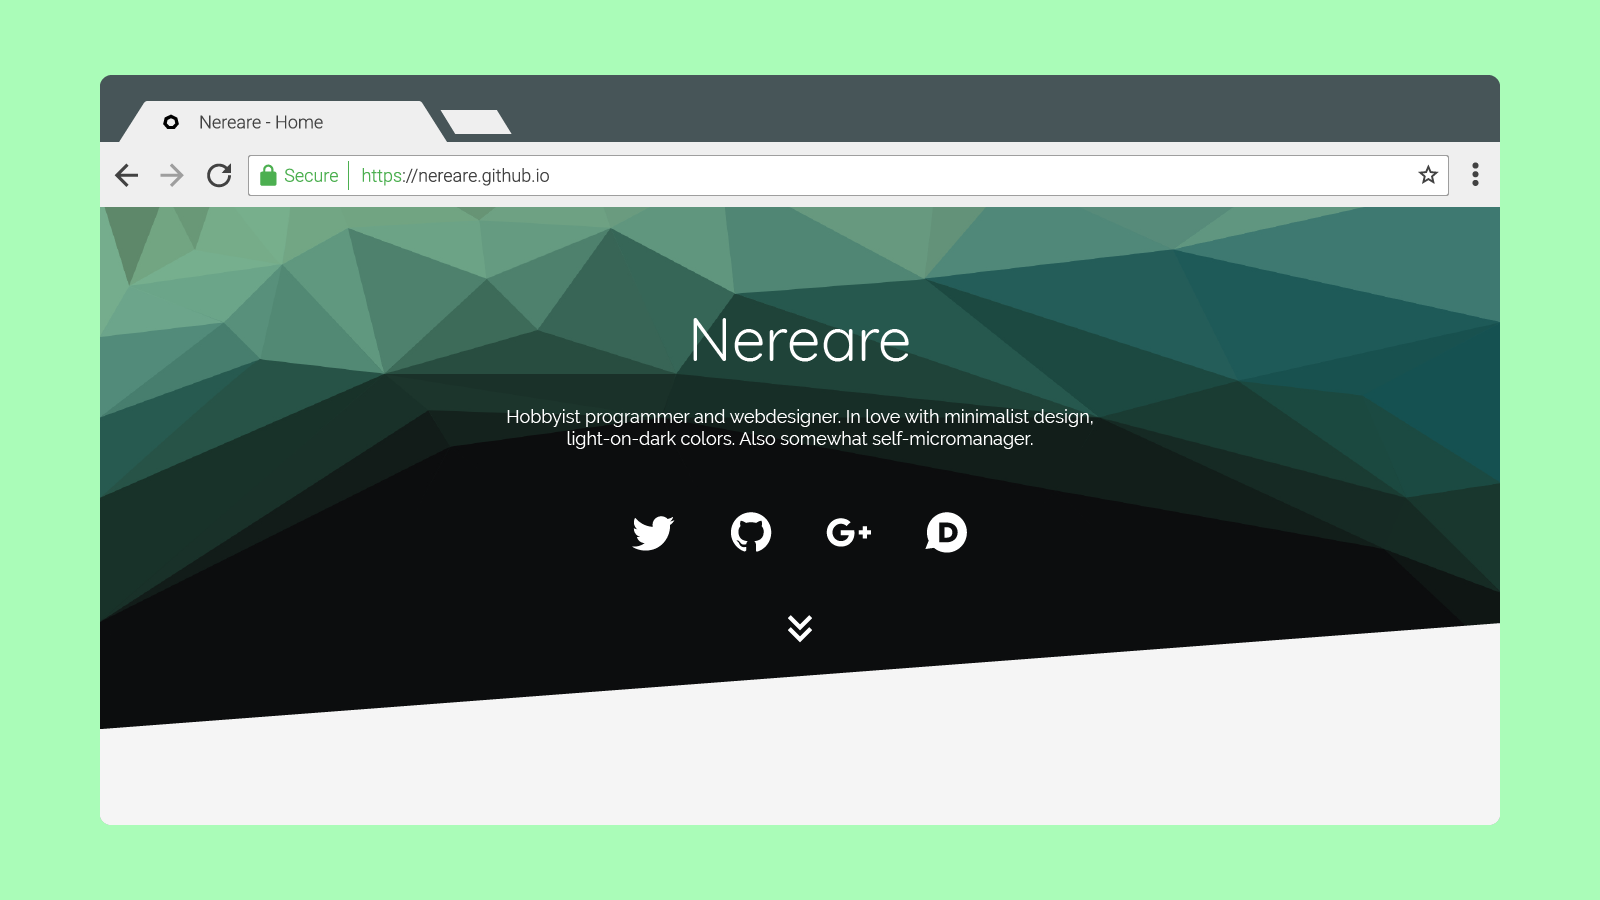 Nereare - Home
Secure https://nereare.github.io
Nereare
Hobbyist programmer and webdesigner. In love with minimalist design,
light-on-dark colors. Also somewhat self-micromanager.
G+ D